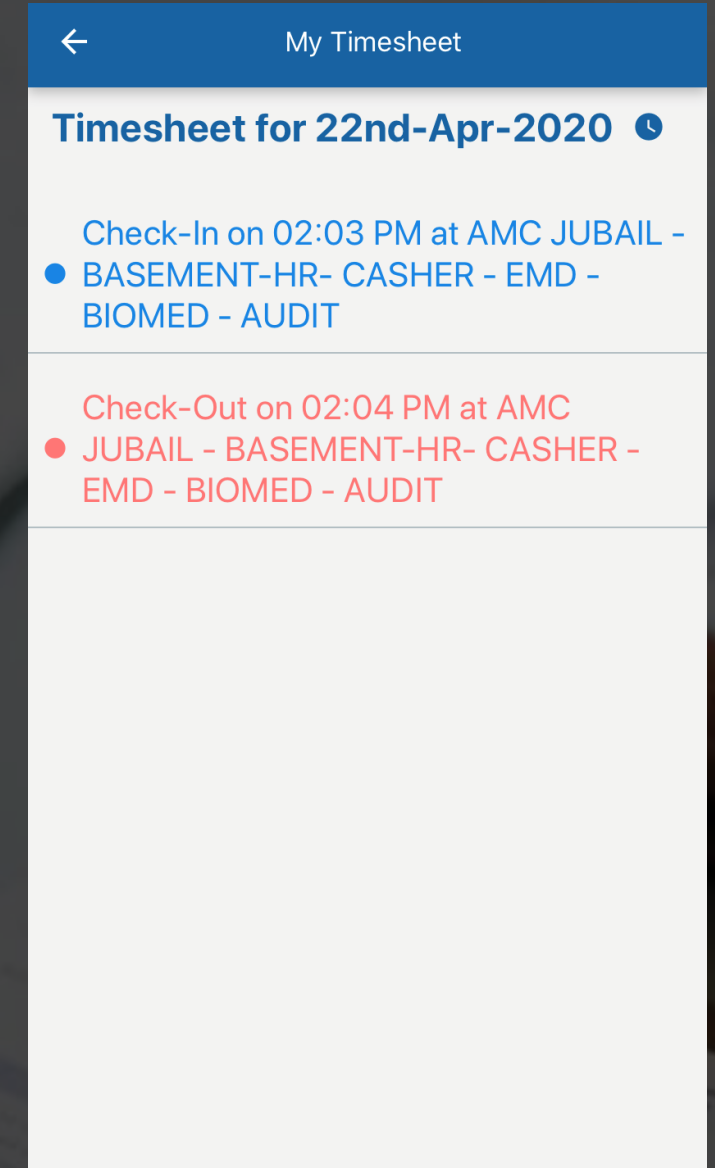 My Timesheet
Timesheet for 22nd-Apr-2020
Check-In on 02:03 PM at AMC JUBAIL -
BASEMENT-HR- CASHER - EMD -
BIOMED - AUDIT
Check-Out on 02:04 PM at AMC
JUBAIL - BASEMENT-HR- CASHER -
EMD - BIOMED - AUDIT